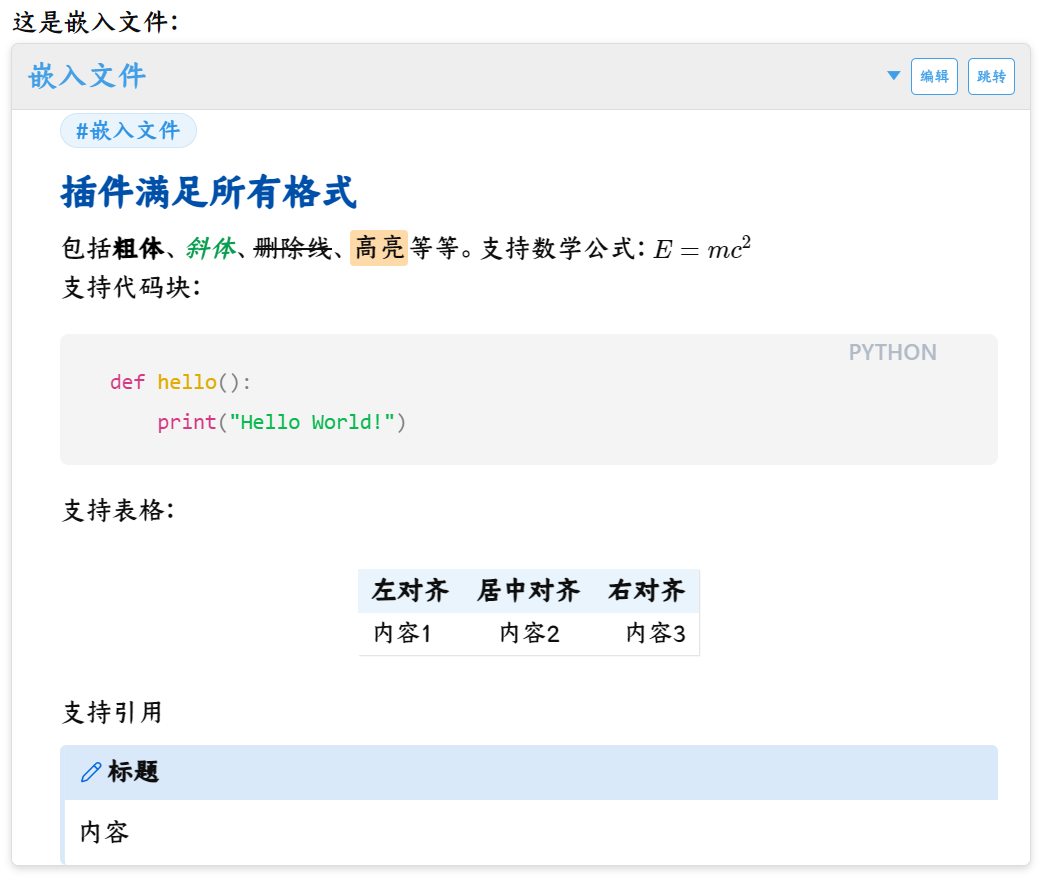 这是嵌入文件：
嵌入文件 ▼ 编辑 跳转
#嵌入文件
插件满足所有格式
包括粗体、斜体、删除线、高亮等等。支持数学公式：E = mc²
支持代码块：
PYTHON
def hello():
    print("Hello World!")
支持表格：
左对齐 居中对齐 右对齐
内容1 内容2 内容3
支持引用
标题
内容